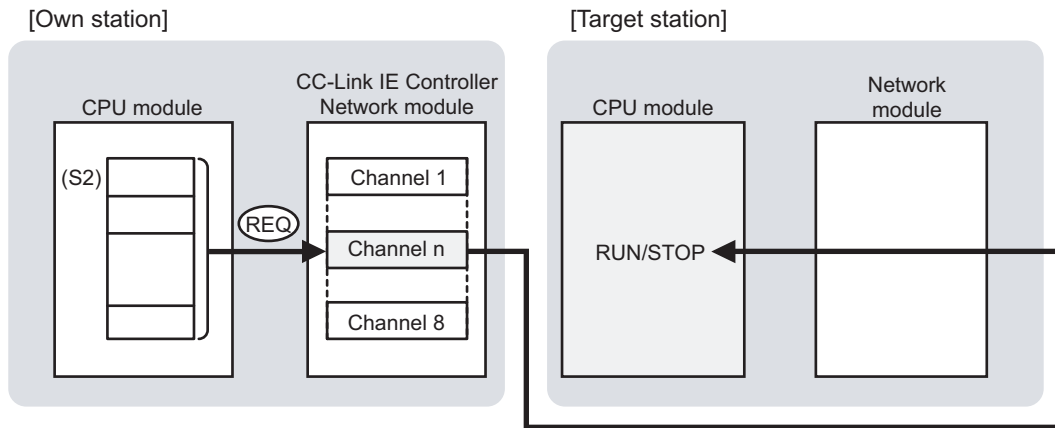 [Own station]
[Target station]
CC-Link IE Controller
Network module
CPU module
CPU module
Network
module
(S2)
REQ
Channel 1
Channel n
Channel 8
RUN/STOP